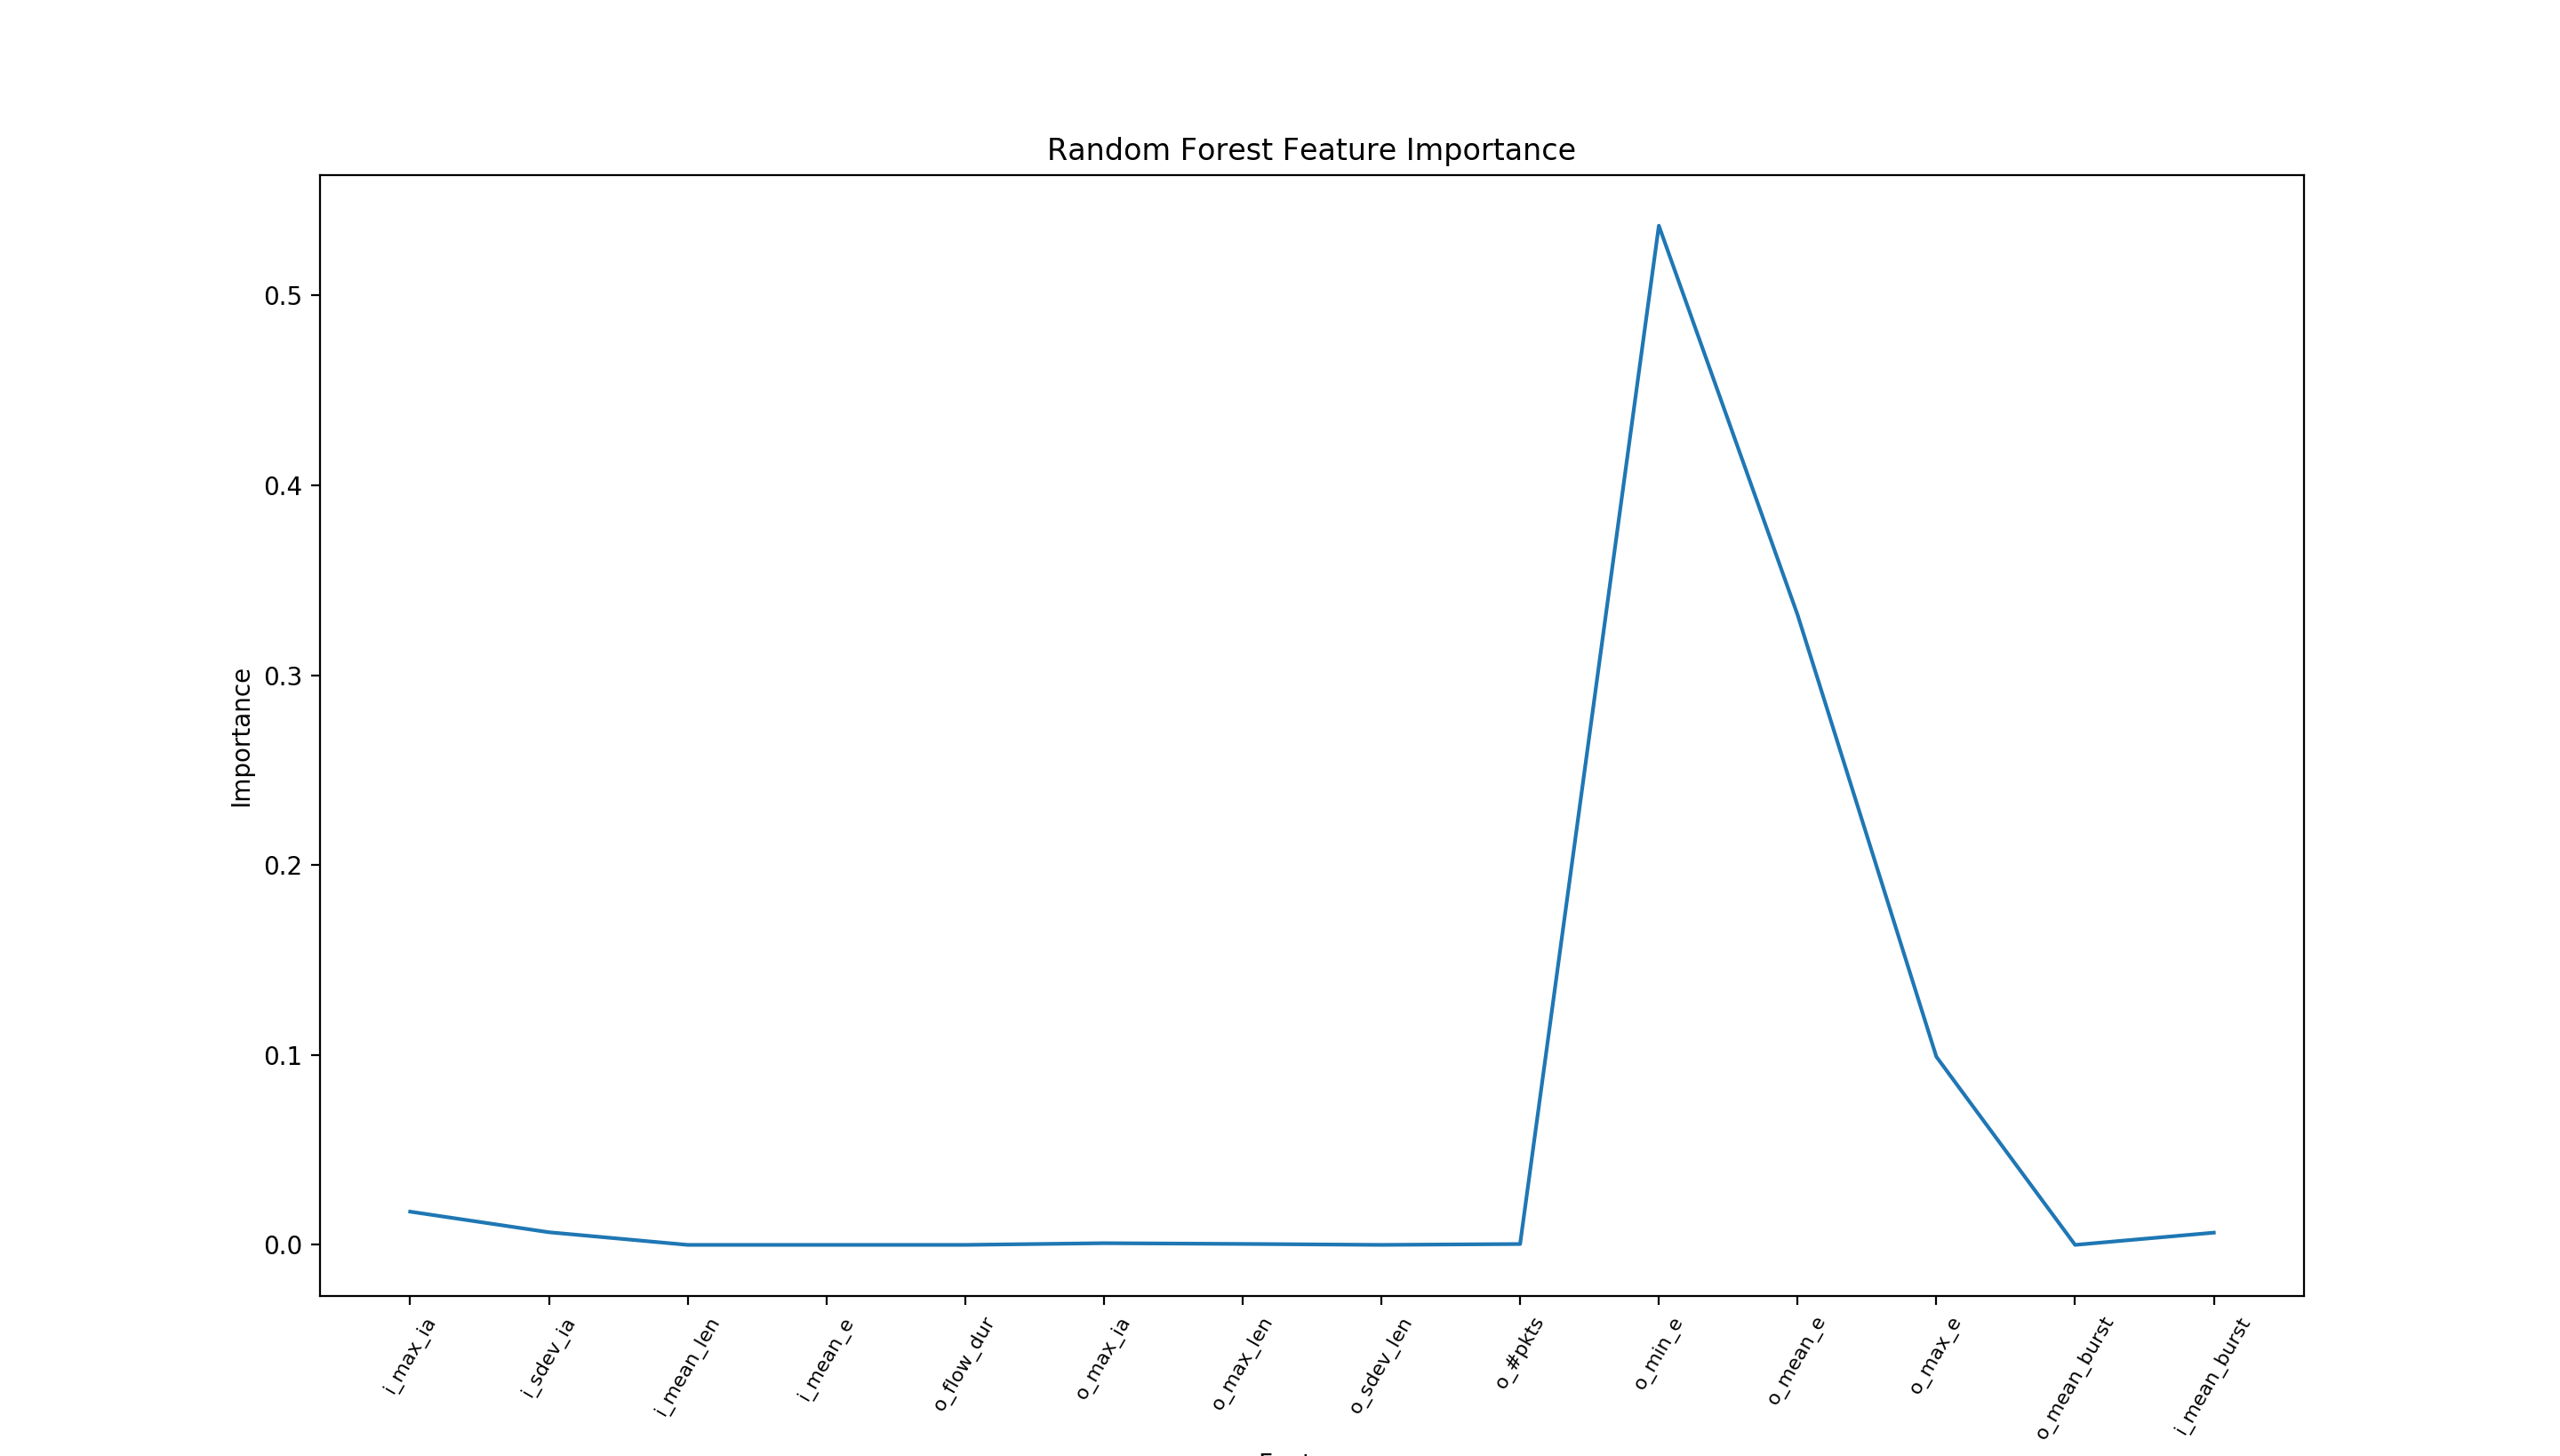 Random Forest Feature Importance
Importance
0.5
0.4
0.3
0.2
0.1
0.0
i_max_ia
i_sdev_ia
i_mean_len
i_mean_e
o_flow_dur
o_max_ia
o_max_len
o_sdev_len
o_#pkts
o_min_e
o_mean_e
o_max_e
o_mean_burst
i_mean_burst